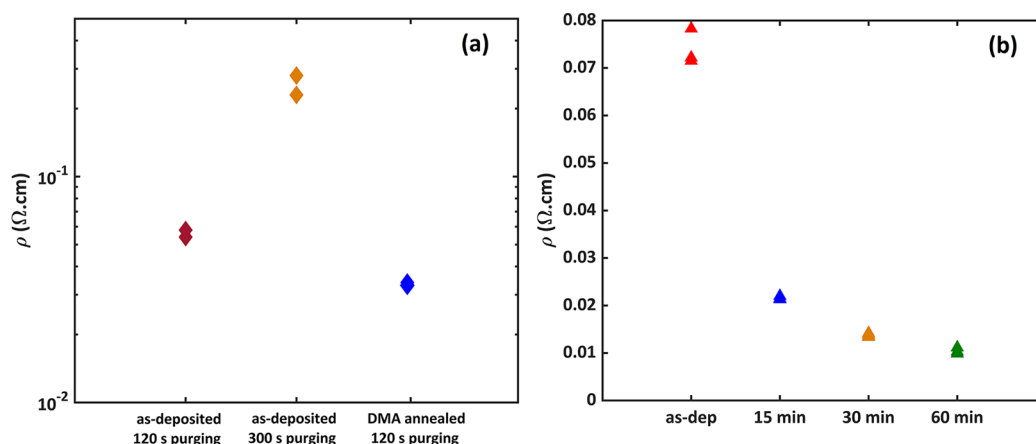 (a)
ρ (Ω.cm)
10⁻¹
10⁻²
as-deposited
120 s purging
as-deposited
300 s purging
DMA annealed
120 s purging
(b)
ρ (Ω.cm)
0.08
0.07
0.06
0.05
0.04
0.03
0.02
0.01
0
as-dep
15 min
30 min
60 min